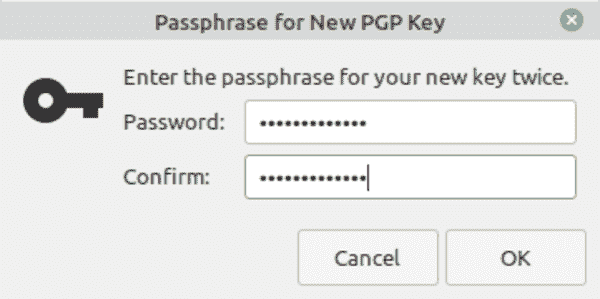 Passphrase for New PGP Key
Enter the passphrase for your new key twice.
Password: •••••••••••••
Confirm: •••••••••••••
Cancel OK